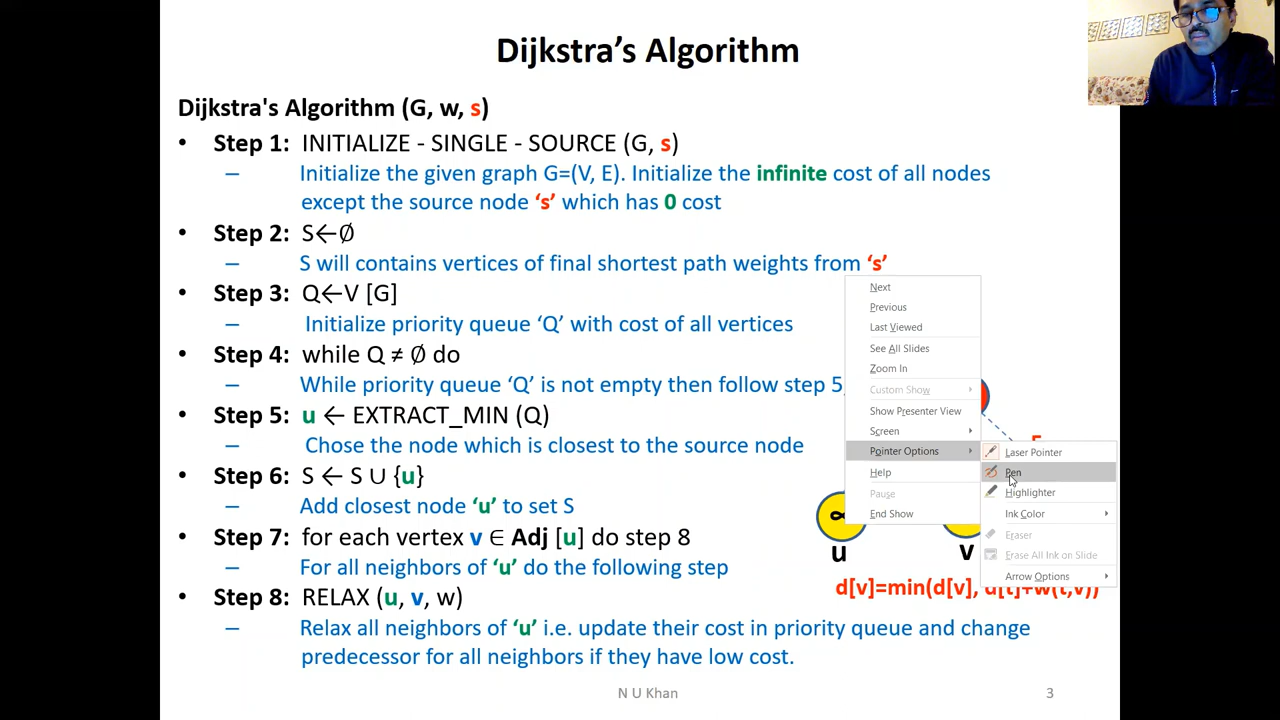 Dijkstra's Algorithm
Dijkstra's Algorithm (G, w, s)
• Step 1: INITIALIZE - SINGLE - SOURCE (G, s)
– Initialize the given graph G=(V, E). Initialize the infinite cost of all nodes
except the source node ‘s’ which has 0 cost
• Step 2: S←∅
– S will contains vertices of final shortest path weights from ‘s’
• Step 3: Q←V [G]
– Initialize priority queue ‘Q’ with cost of all vertices
• Step 4: while Q ≠ ∅ do
– While priority queue ‘Q’ is not empty then follow step 5,
• Step 5: u ← EXTRACT_MIN (Q)
– Chose the node which is closest to the source node
• Step 6: S ← S ∪ {u}
– Add closest node ‘u’ to set S
• Step 7: for each vertex v ∈ Adj [u] do step 8
– For all neighbors of ‘u’ do the following step
• Step 8: RELAX (u, v, w)
– Relax all neighbors of ‘u’ i.e. update their cost in priority queue and change
predecessor for all neighbors if they have low cost.
Next
Previous
Last Viewed
See All Slides
Zoom In
Custom Show
Show Presenter View
Screen
Pointer Options
Help
Pause
End Show
Laser Pointer
Pen
Highlighter
Ink Color
Eraser
Erase All Ink on Slide
Arrow Options
∞
u
v
d[v]=min(d[v], d[t]+w(t,v))
N U Khan
3